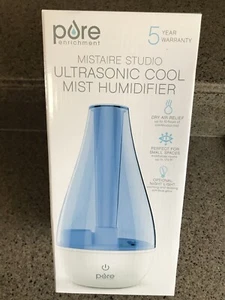 pure
enrichment
5 YEAR
WARRANTY
MISTAIRE STUDIO
ULTRASONIC COOL
MIST HUMIDIFIER
DRY AIR RELIEF
PERFECT FOR
SMALL SPACES
OPTIONAL
NIGHT LIGHT
pure